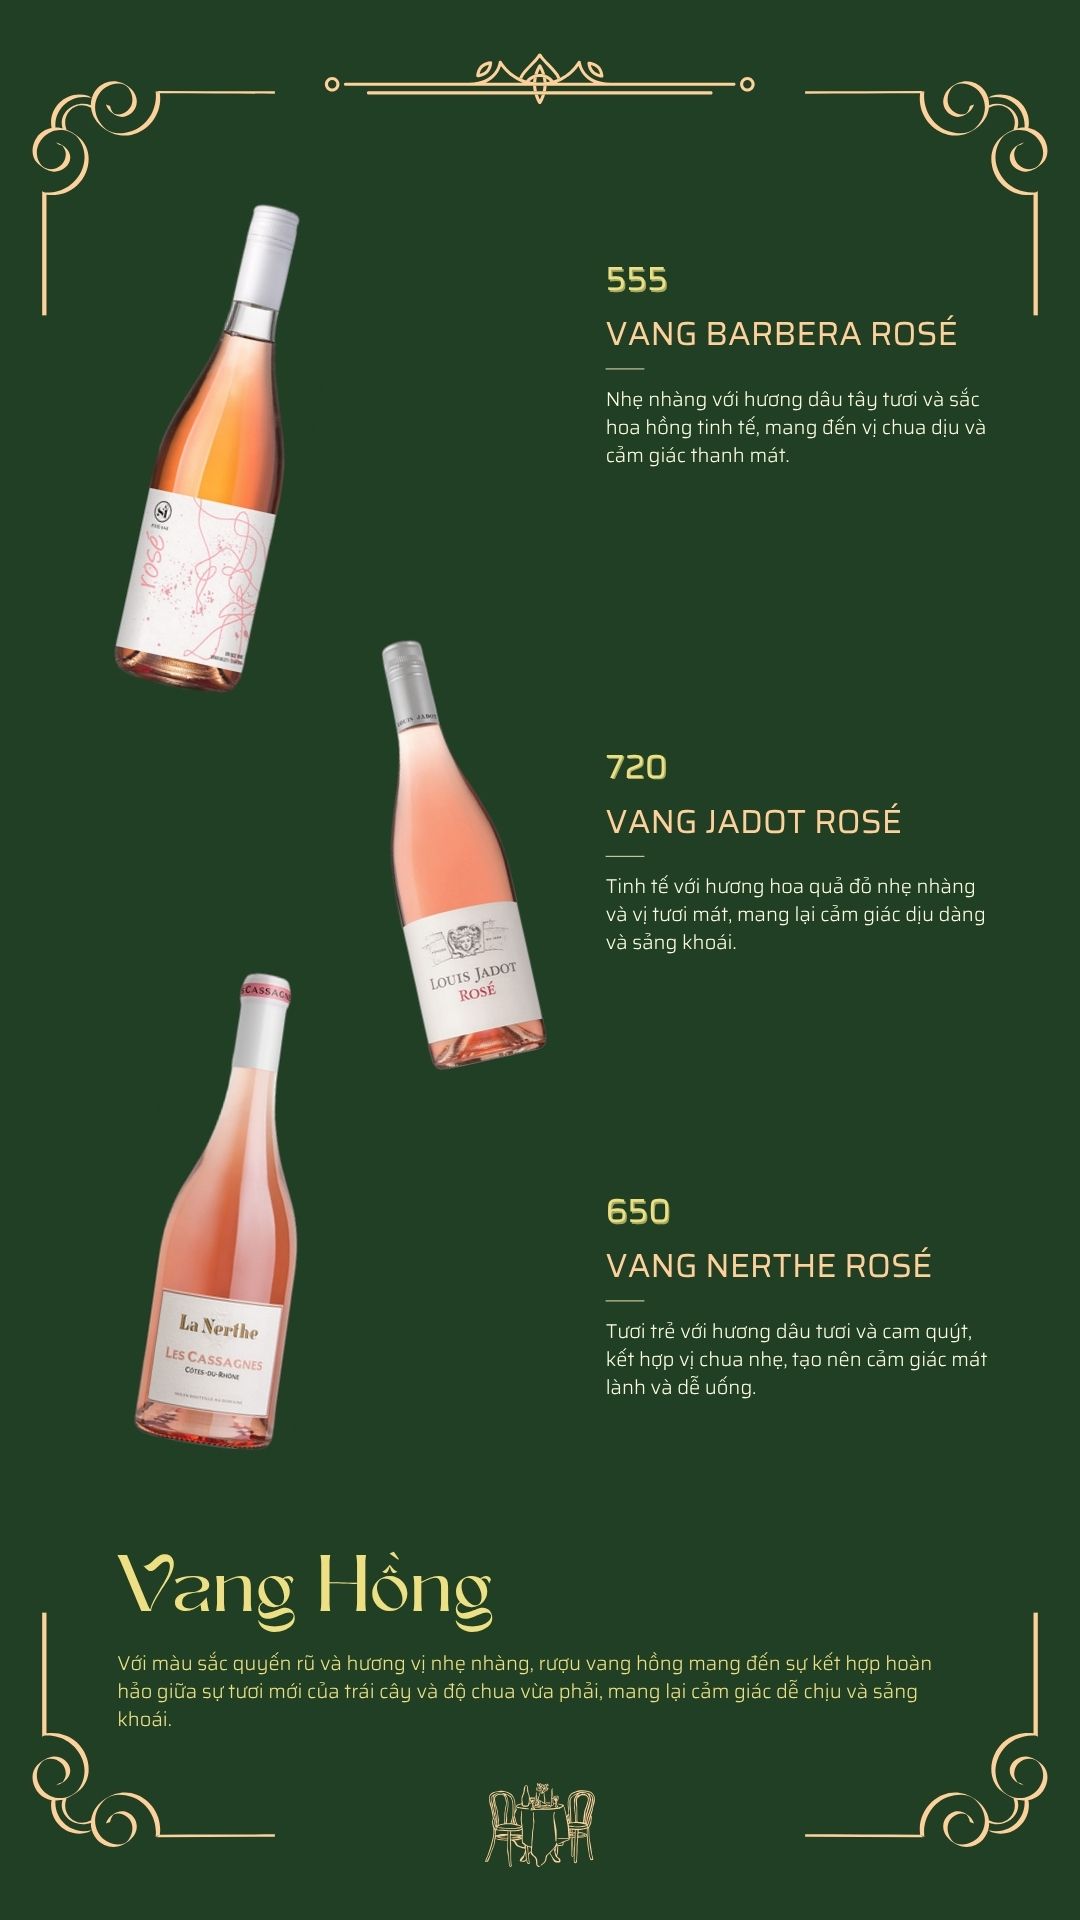 555
VANG BARBERA ROSÉ
Nhẹ nhàng với hương dâu tây tươi và sắc
hoa hồng tinh tế, mang đến vị chua dịu và
cảm giác thanh mát.
Si
rosé
LOUIS JADOT
720
VANG JADOT ROSÉ
Tinh tế với hương hoa quả đỏ nhẹ nhàng
và vị tươi mát, mang lại cảm giác dịu dàng
và sảng khoái.
LOUIS JADOT
ROSÉ
SCASSAGN
650
VANG NERTHE ROSÉ
Tươi trẻ với hương dâu tươi và cam quýt,
kết hợp vị chua nhẹ, tạo nên cảm giác mát
lành và dễ uống.
La Nerthe
LES CASSAGNES
CÔTES-DU-RHÔNE
Vang Hồng
Với màu sắc quyến rũ và hương vị nhẹ nhàng, rượu vang hồng mang đến sự kết hợp hoàn
hảo giữa sự tươi mới của trái cây và độ chua vừa phải, mang lại cảm giác dễ chịu và sảng
khoái.